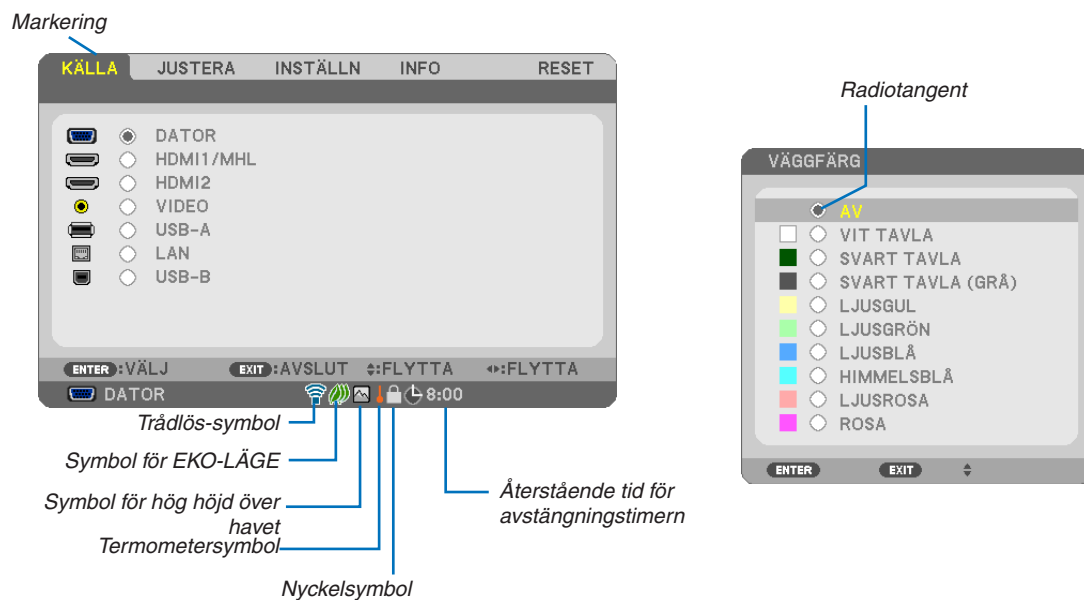 Markering
KÄLLA JUSTERA INSTÄLLN INFO RESET
DATOR
HDMI1/MHL
HDMI2
VIDEO
USB-A
LAN
USB-B
ENTER :VÄLJ EXIT :AVSLUT :FLYTTA :FLYTTA
DATOR 8:00
Trådlös-symbol
Symbol för EKO-LÄGE
Symbol för hög höjd över
havet
Termometersymbol
Nyckelsymbol
Återstående tid för
avstängningstimern
Radiotangent
VÄGGFÄRG
AV
VIT TAVLA
SVART TAVLA
SVART TAVLA (GRÅ)
LJUSGUL
LJUSGRÖN
LJUSBLÅ
HIMMELSBLÅ
LJUSROSA
ROSA
ENTER EXIT